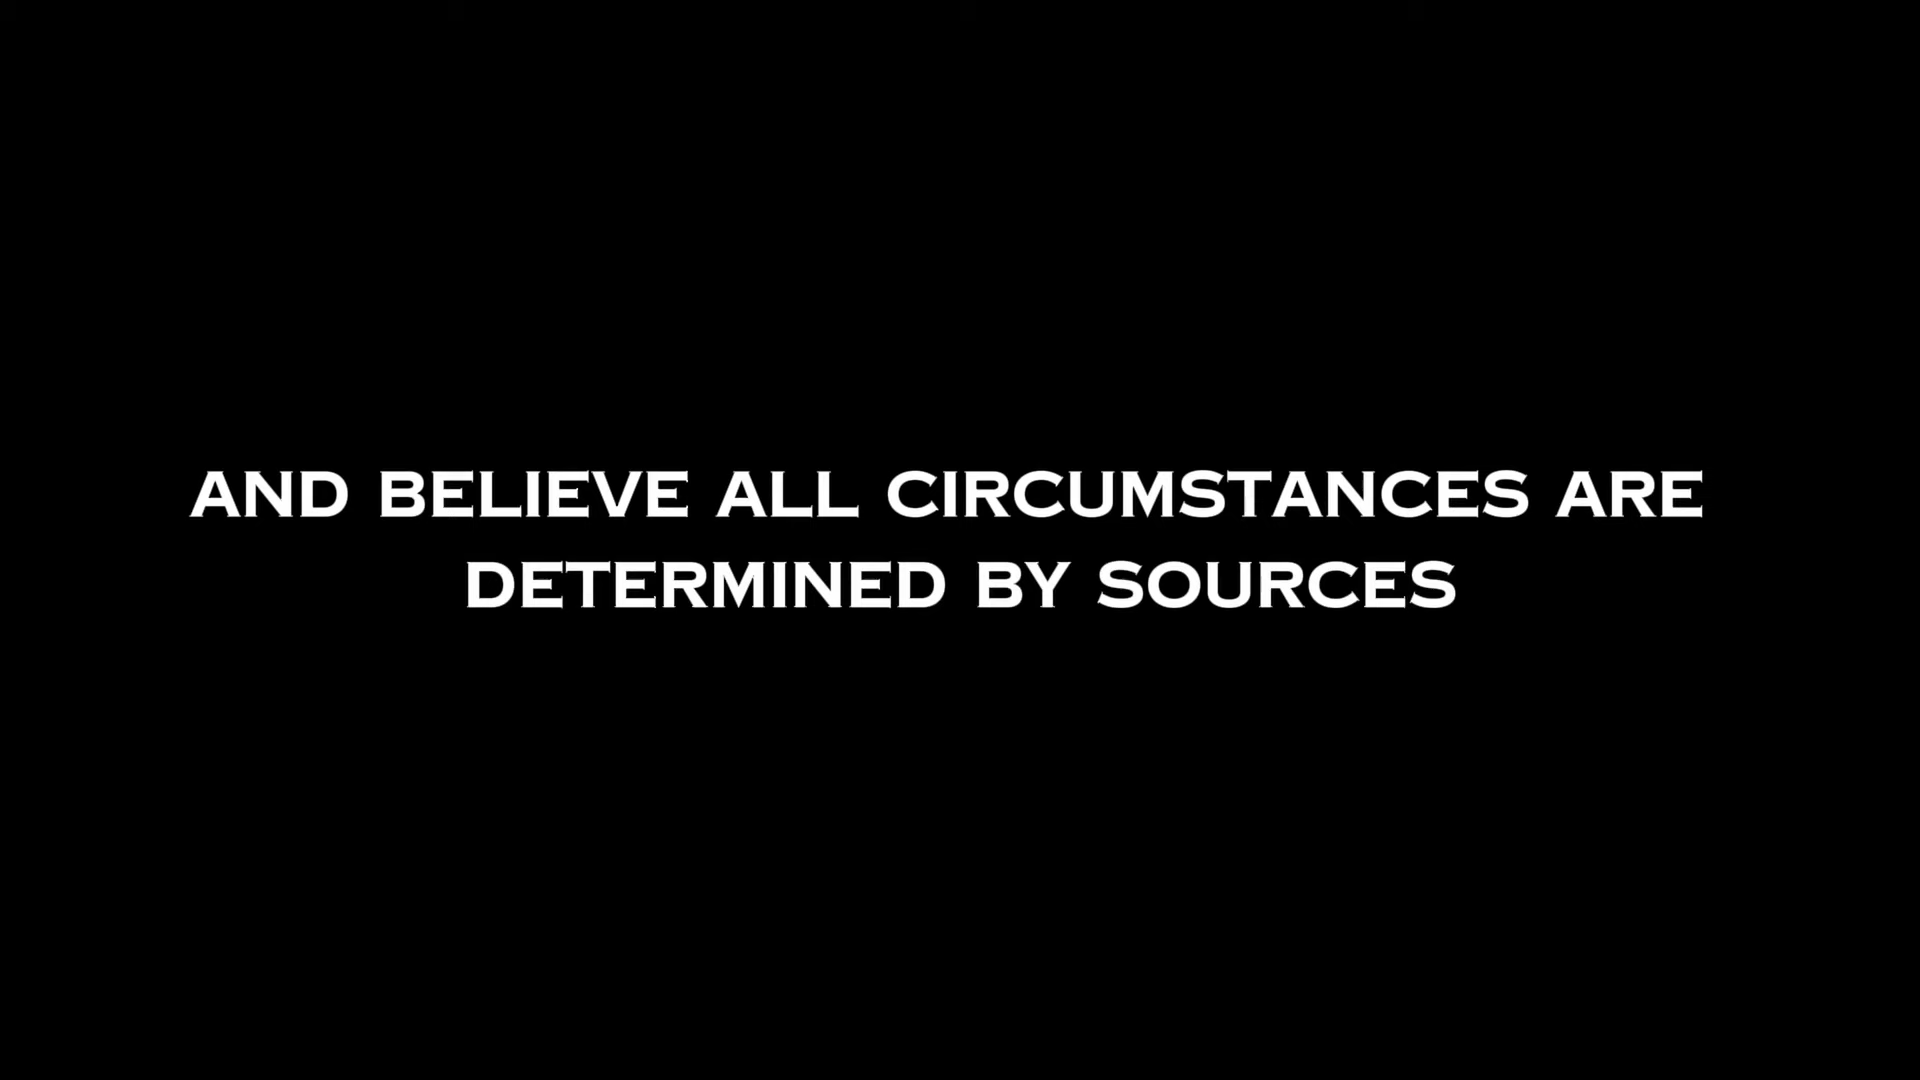 AND BELIEVE ALL CIRCUMSTANCES ARE
DETERMINED BY SOURCES